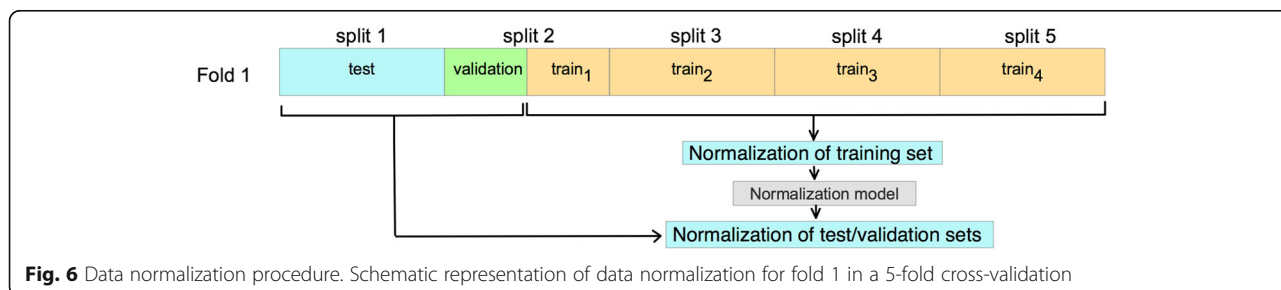 split 1 split 2 split 3 split 4 split 5
Fold 1 test validation train1 train2 train3 train4
Normalization of training set
Normalization model
Normalization of test/validation sets
Fig. 6 Data normalization procedure. Schematic representation of data normalization for fold 1 in a 5-fold cross-validation